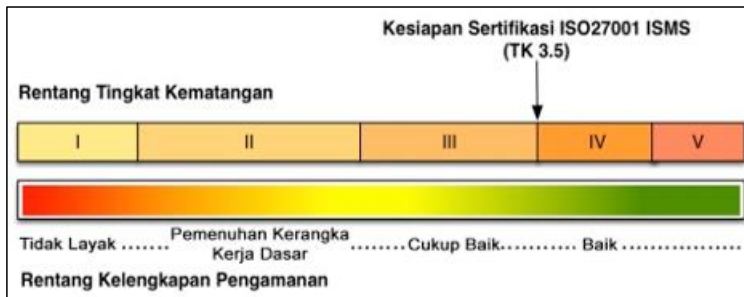 Kesiapan Sertifikasi ISO27001 ISMS
(TK 3.5)
Rentang Tingkat Kematangan
I II III IV V
Tidak Layak ....... Pemenuhan Kerangka Kerja Dasar ........ Cukup Baik.......... Baik .................
Rentang Kelengkapan Pengamanan